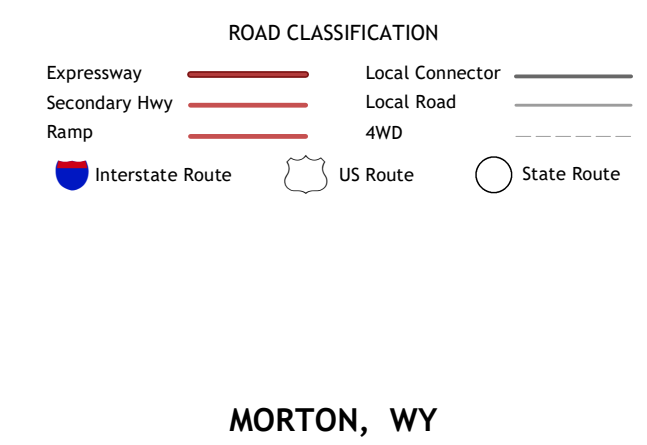 ROAD CLASSIFICATION
Expressway
Secondary Hwy
Ramp
Local Connector
Local Road
4WD
Interstate Route
US Route
State Route
MORTON, WY